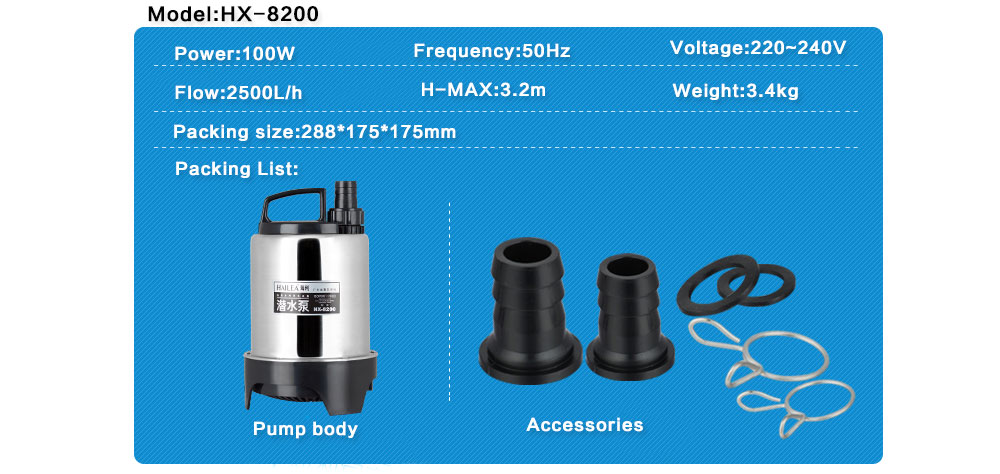 Model:HX-8200
Power:100W Frequency:50Hz Voltage:220~240V
Flow:2500L/h H-MAX:3.2m Weight:3.4kg
Packing size:288*175*175mm
Packing List:
HAILEA
潜水泵 HX-8200
Pump body Accessories